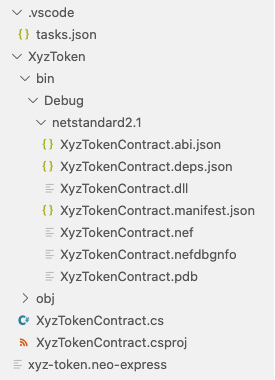 .vscode
tasks.json
XyzToken
bin
Debug
netstandard2.1
XyzTokenContract.abi.json
XyzTokenContract.deps.json
XyzTokenContract.dll
XyzTokenContract.manifest.json
XyzTokenContract.nef
XyzTokenContract.nefdbgnfo
XyzTokenContract.pdb
obj
XyzTokenContract.cs
XyzTokenContract.csproj
xyz-token.neo-express